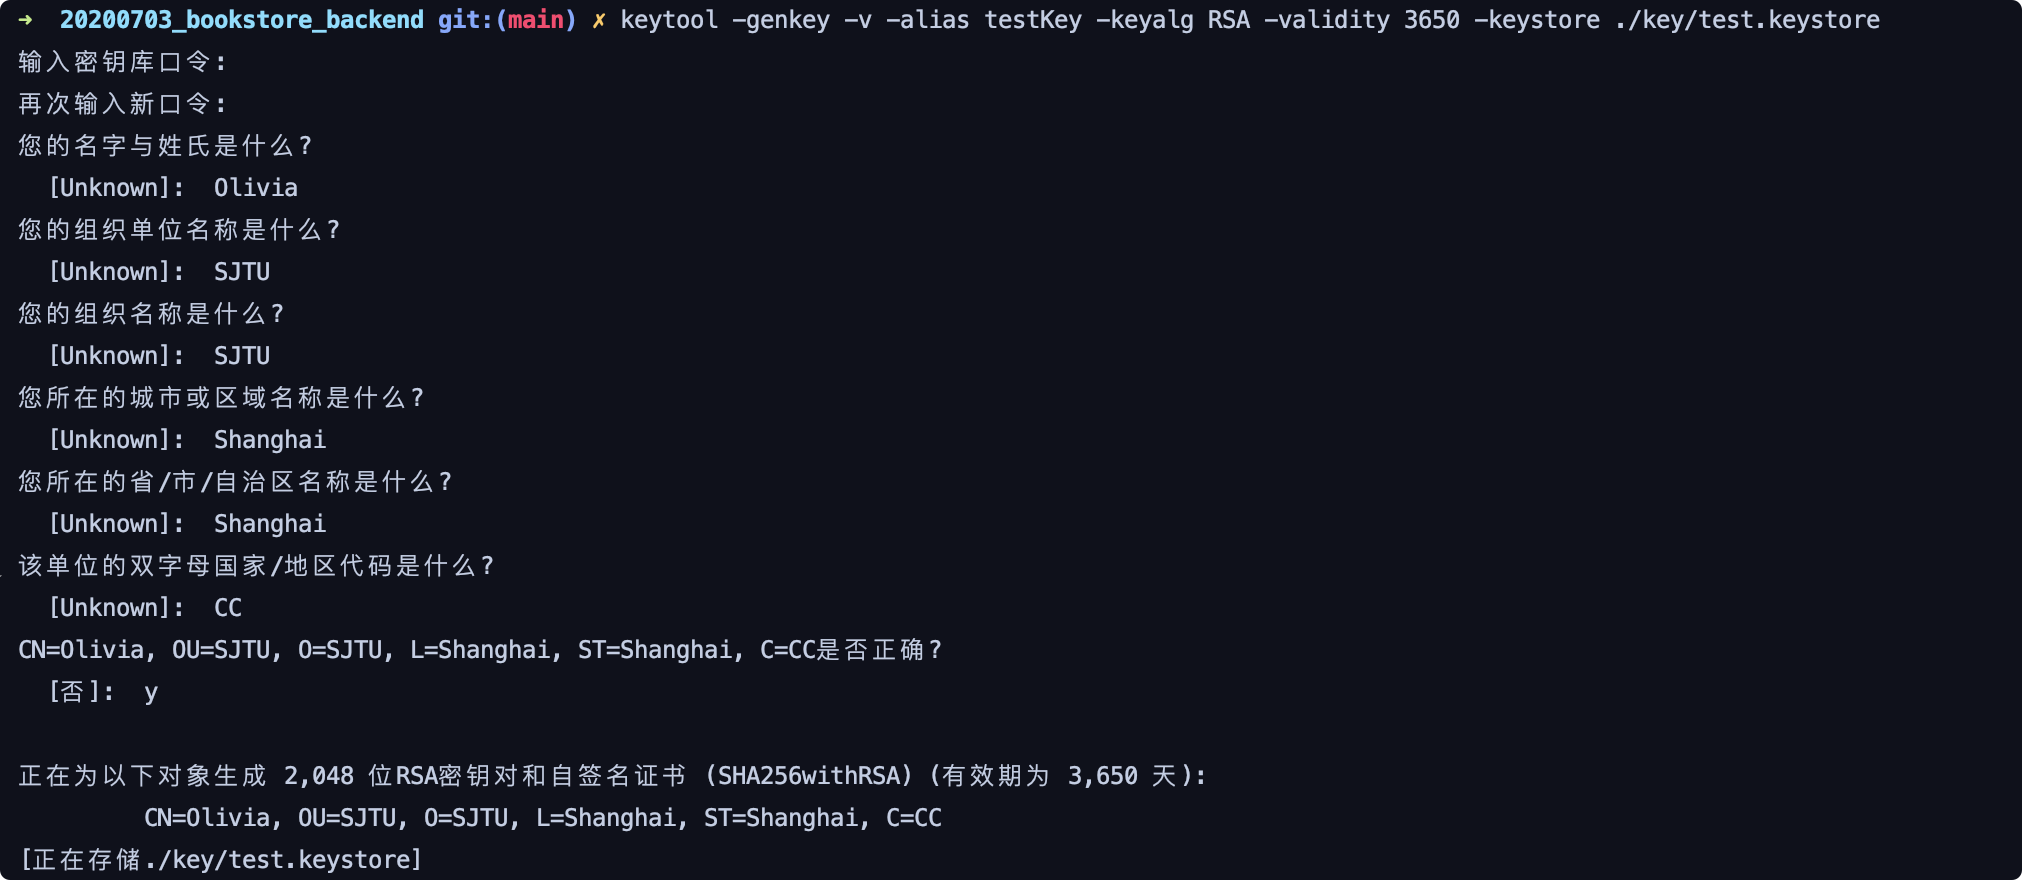 ➜  20200703_bookstore_backend git:(main) ✗ keytool -genkey -v -alias testKey -keyalg RSA -validity 3650 -keystore ./key/test.keystore
输入密钥库口令:
再次输入新口令:
您的名字与姓氏是什么?
  [Unknown]:  Olivia
您的组织单位名称是什么?
  [Unknown]:  SJTU
您的组织名称是什么?
  [Unknown]:  SJTU
您所在的城市或区域名称是什么?
  [Unknown]:  Shanghai
您所在的省/市/自治区名称是什么?
  [Unknown]:  Shanghai
该单位的双字母国家/地区代码是什么?
  [Unknown]:  CC
CN=Olivia, OU=SJTU, O=SJTU, L=Shanghai, ST=Shanghai, C=CC是否正确?
  [否]:  y
正在为以下对象生成 2,048 位RSA密钥对和自签名证书 (SHA256withRSA) (有效期为 3,650 天):
         CN=Olivia, OU=SJTU, O=SJTU, L=Shanghai, ST=Shanghai, C=CC
[正在存储./key/test.keystore]